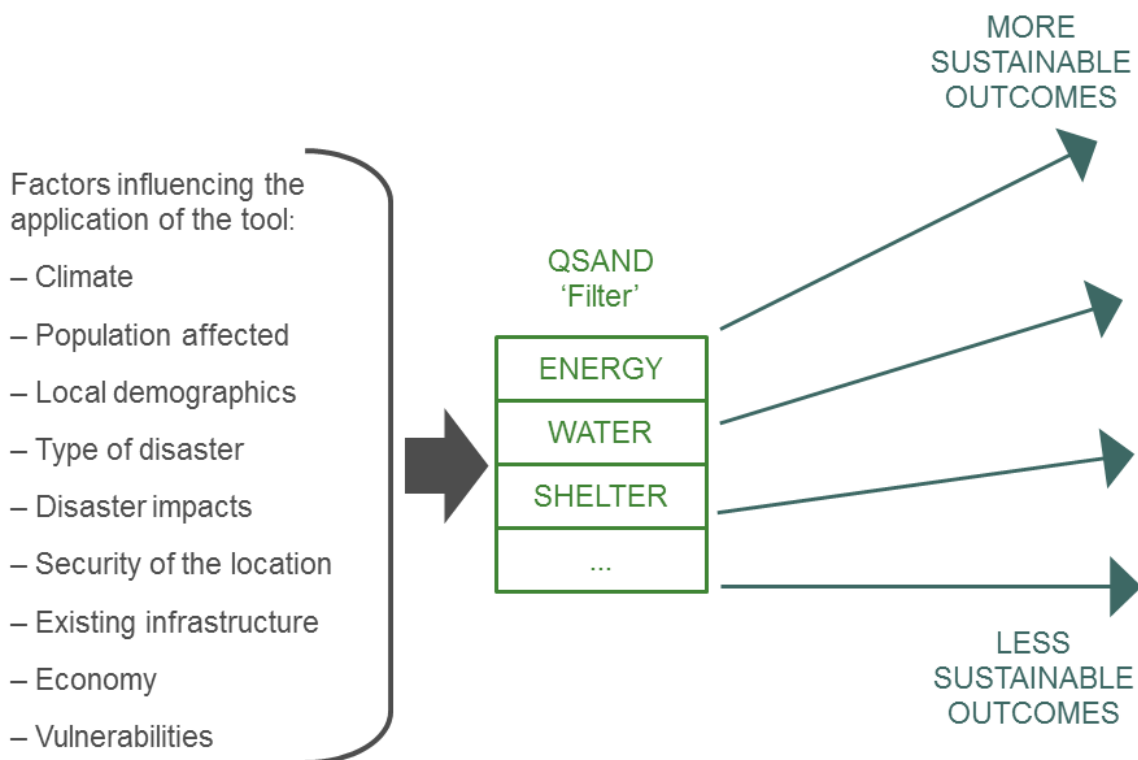 Factors influencing the
application of the tool:
– Climate
– Population affected
– Local demographics
– Type of disaster
– Disaster impacts
– Security of the location
– Existing infrastructure
– Economy
– Vulnerabilities
QSAND
‘Filter’
ENERGY
WATER
SHELTER
...
MORE
SUSTAINABLE
OUTCOMES
LESS
SUSTAINABLE
OUTCOMES